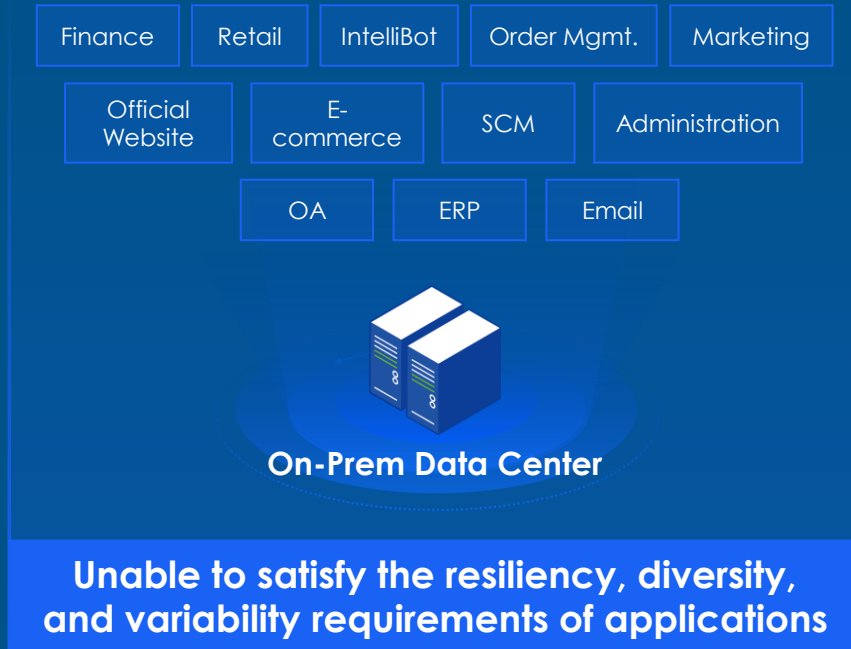 Finance
Retail
IntelliBot
Order Mgmt.
Marketing
Official
Website
E-
commerce
SCM
Administration
OA
ERP
Email
On-Prem Data Center
Unable to satisfy the resiliency, diversity,
and variability requirements of applications